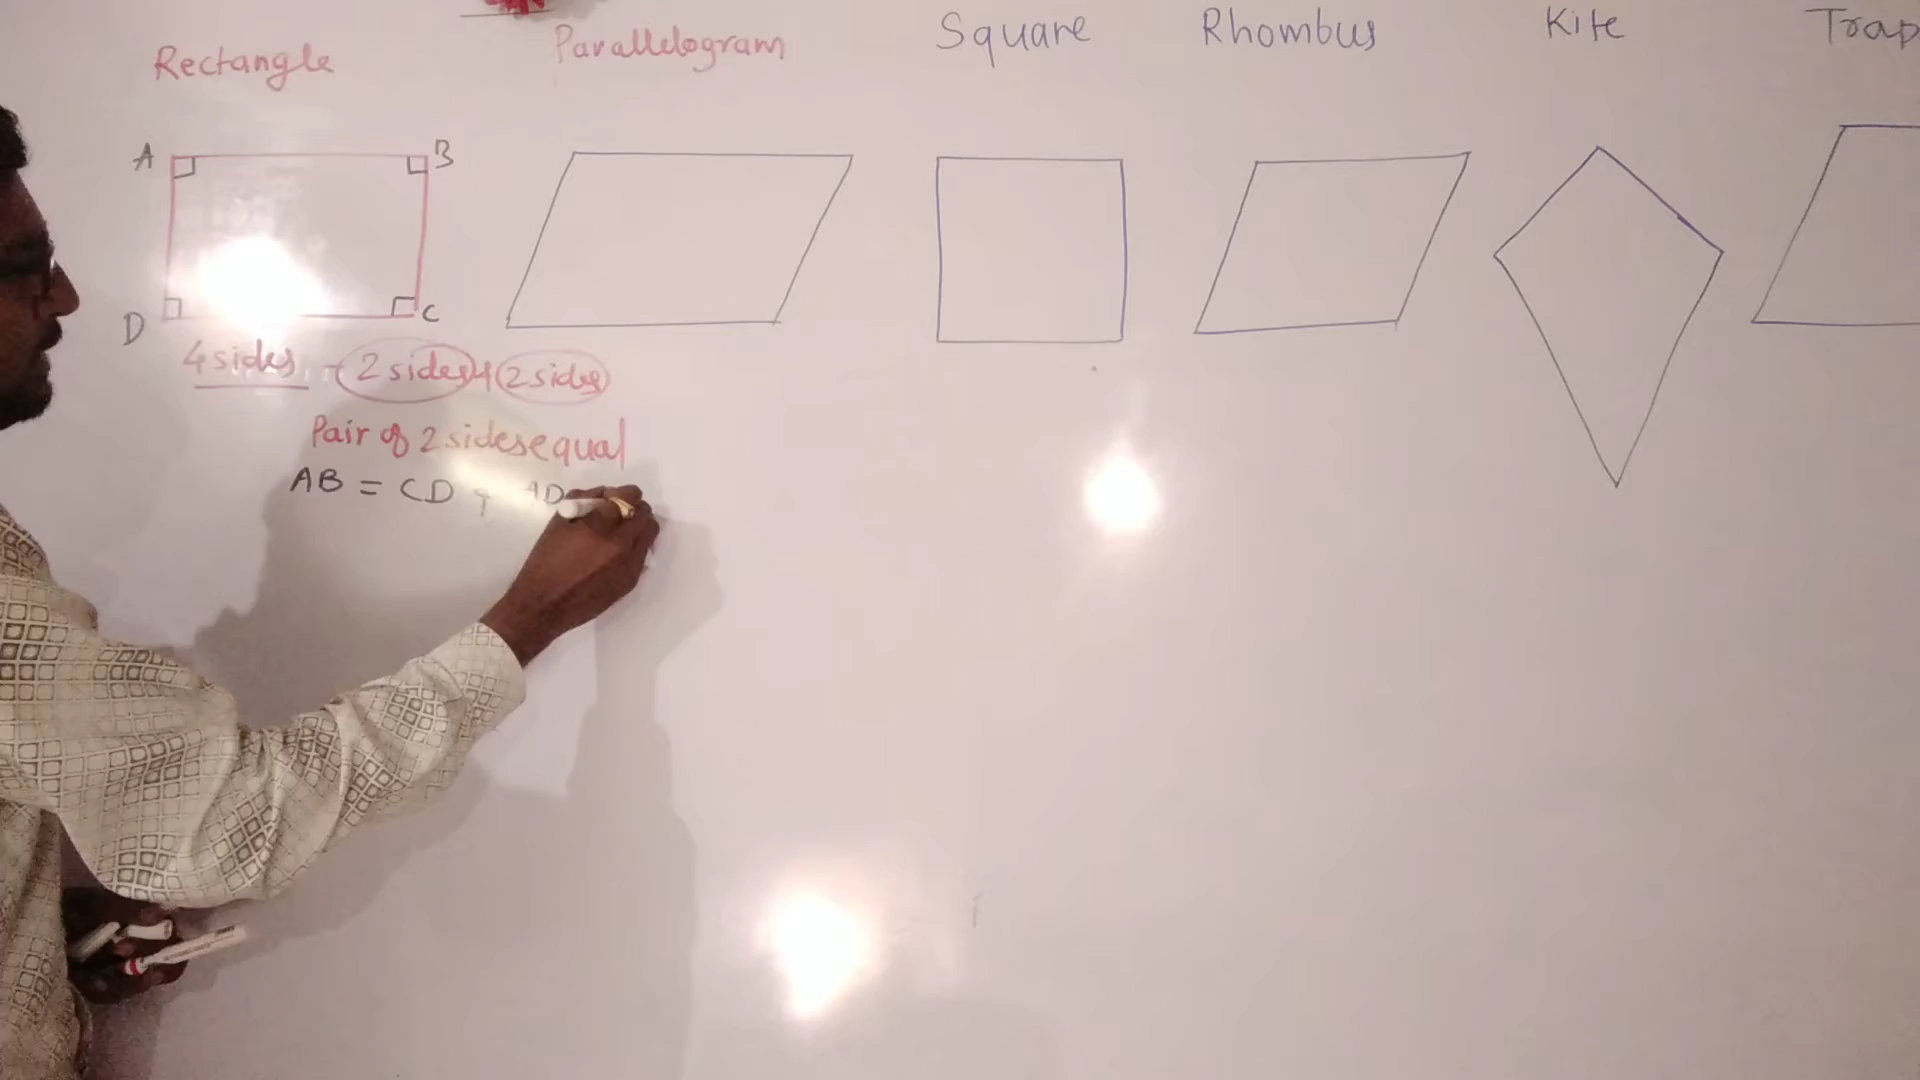 Rectangle Parallelogram Square Rhombus Kite Trap
A B
D C
4 sides - 2 sides + 2 sides
Pair of 2 sides equal
AB = CD , AD